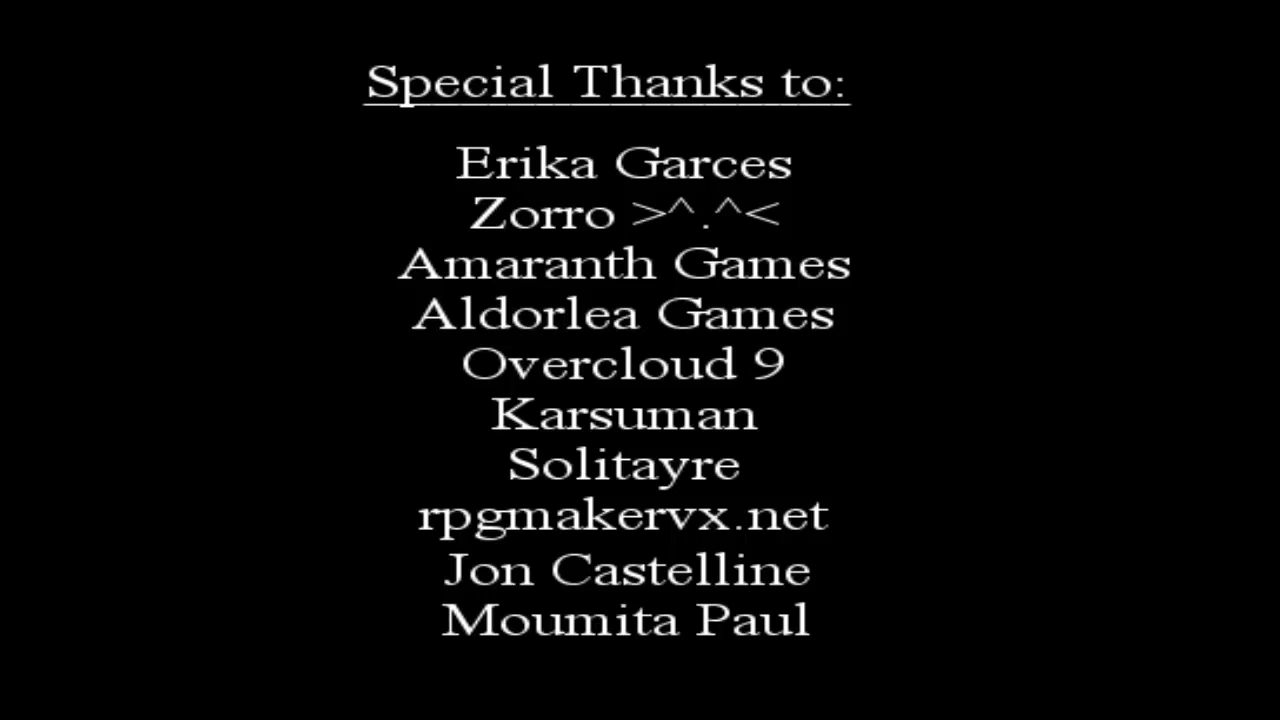 Special Thanks to:
Erika Garces
Zorro >^.^<
Amaranth Games
Aldorlea Games
Overcloud 9
Karsuman
Solitayre
rpgmakervx.net
Jon Castelline
Moumita Paul